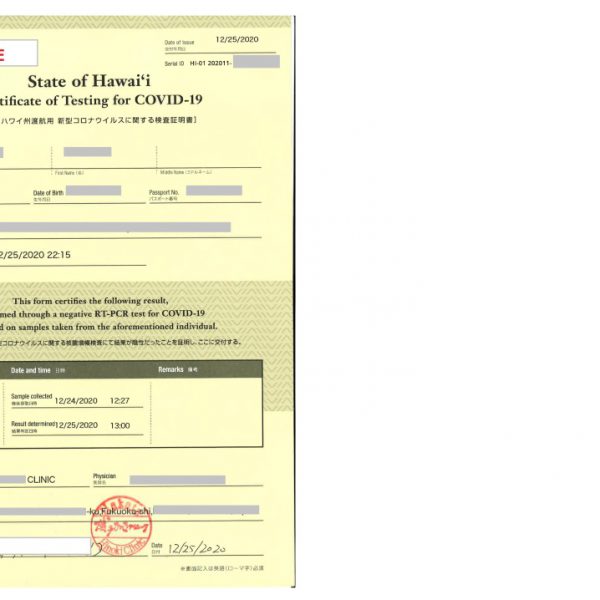 Date of Issue 12/25/2020
発行年月日
Serial ID HI-01 202011-
E
State of Hawaiʻi
tificate of Testing for COVID-19
ハワイ州渡航用 新型コロナウイルスに関する検査証明書］
First Name (名)
Middle Name (ミドルネーム)
Date of Birth
生年月日
Passport No.
パスポート番号
2/25/2020 22:15
This form certifies the following result,
med through a negative RT-PCR test for COVID-19
d on samples taken from the aforementioned individual.
コロナウイルスに関する核酸増幅検査にて結果が陰性だったことを証明し、ここに交付する。
Date and time 日時 Remarks 備考
Sample collected 12/24/2020 12:27
検体採取日時
Result determined 12/25/2020 13:00
結果判定日時
CLINIC
Physician
医師名
-ku,Fukuoka-shi,
Clinic
Date 12/25/2020
日付
※書面記入は英語(ローマ字)必須